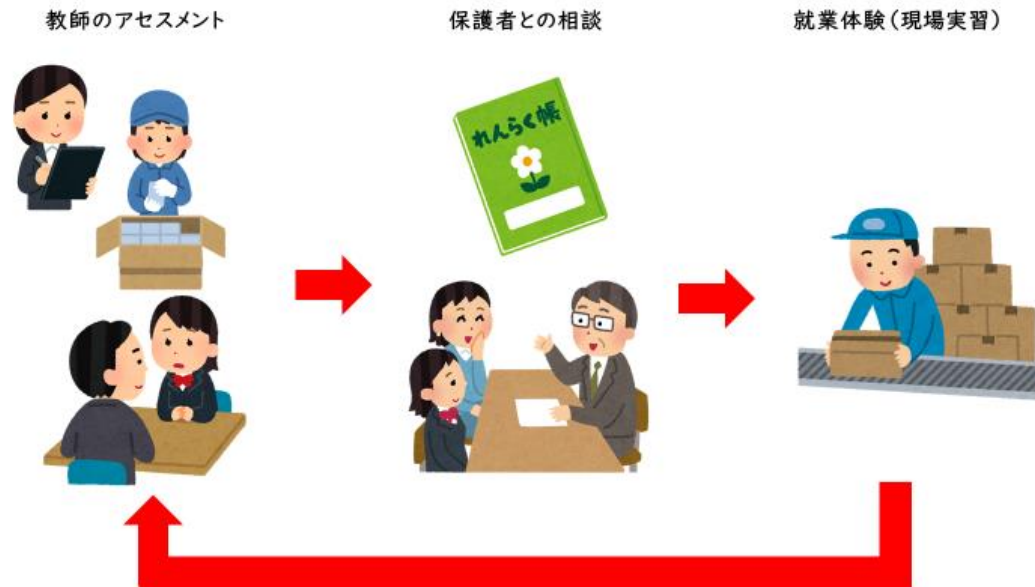 教師のアセスメント
保護者との相談
就業体験（現場実習）
れんらく帳